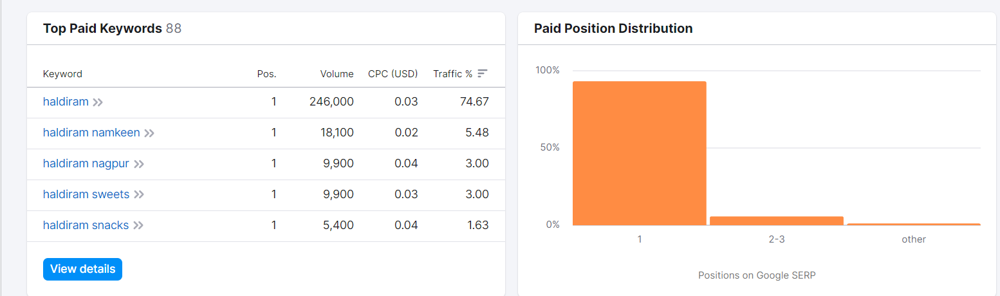 Top Paid Keywords 88
Keyword Pos. Volume CPC (USD) Traffic %
haldiram 1 246,000 0.03 74.67
haldiram namkeen 1 18,100 0.02 5.48
haldiram nagpur 1 9,900 0.04 3.00
haldiram sweets 1 9,900 0.03 3.00
haldiram snacks 1 5,400 0.04 1.63
View details
Paid Position Distribution
100%
50%
0%
1 2-3 other
Positions on Google SERP